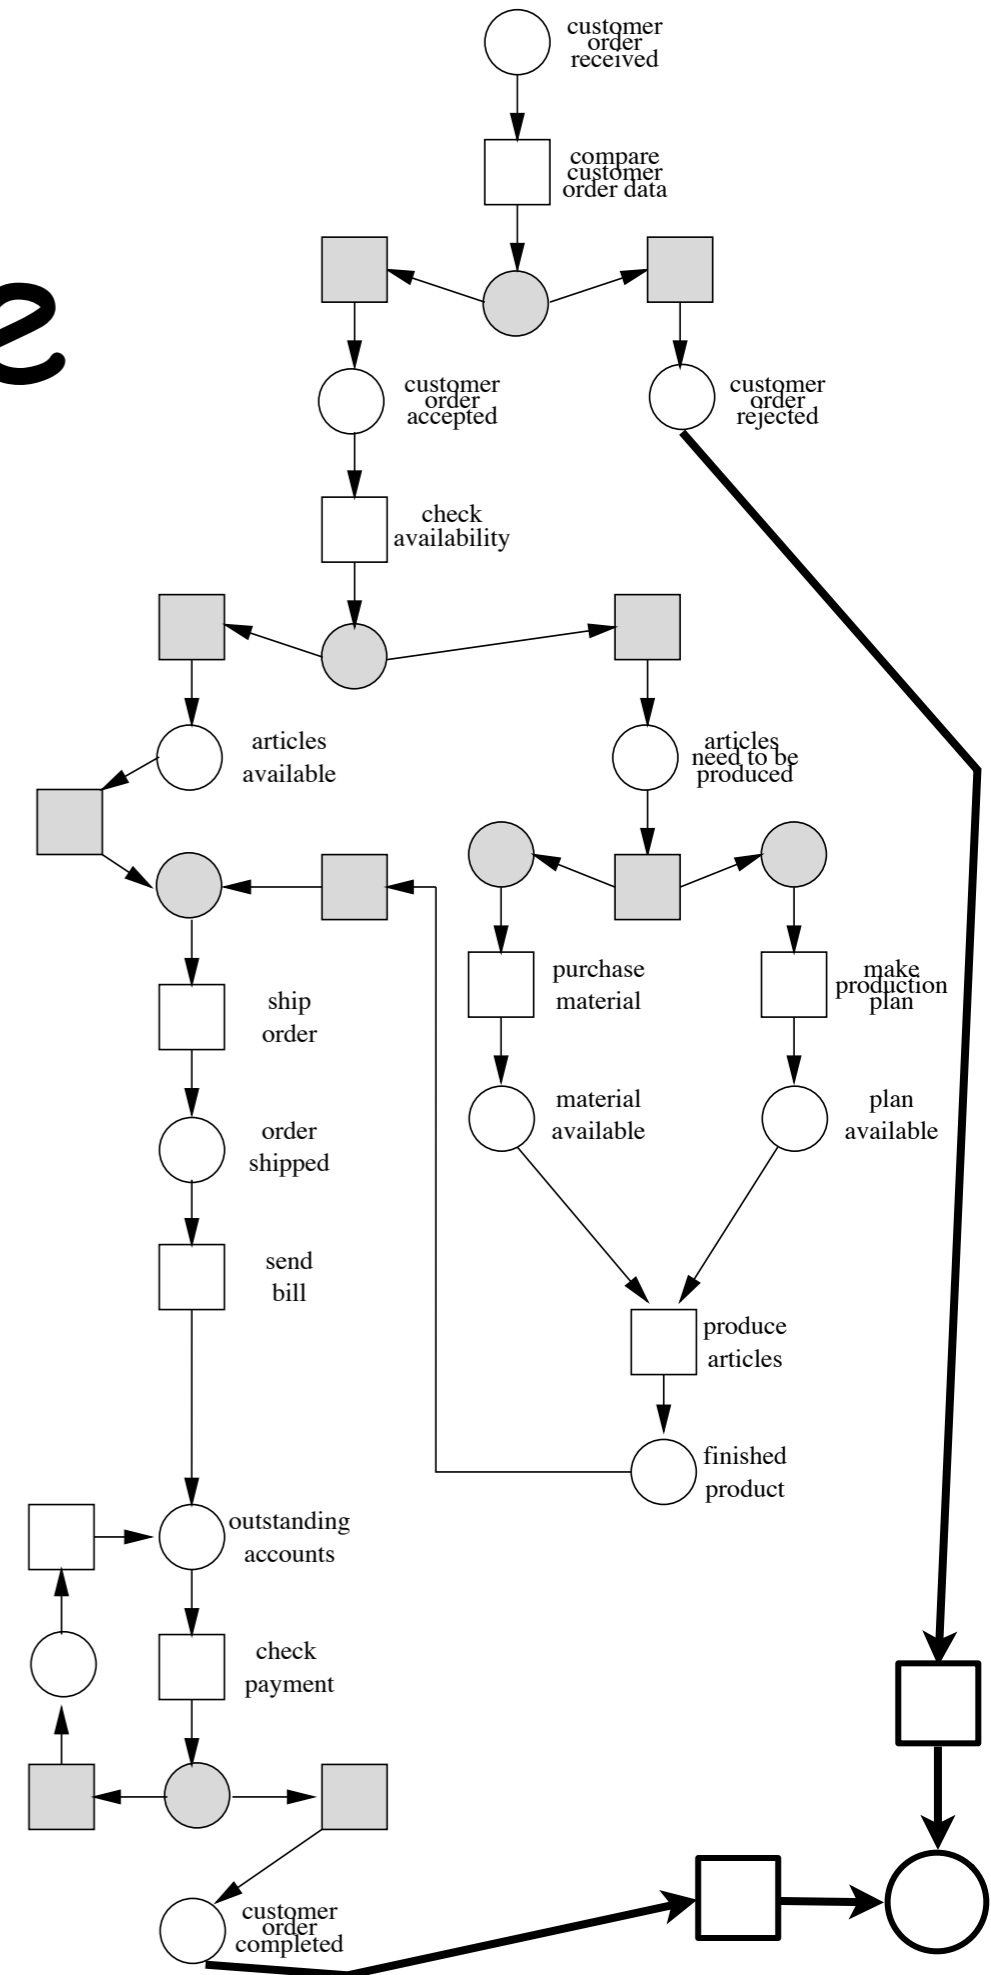 customer
order
received
compare
customer
order data
e
customer
order
accepted
customer
order
rejected
check
availability
articles
available
articles
need to be
produced
purchase
material
make
production
plan
ship
order
material
available
plan
available
order
shipped
send
bill
produce
articles
finished
product
outstanding
accounts
check
payment
customer
order
completed